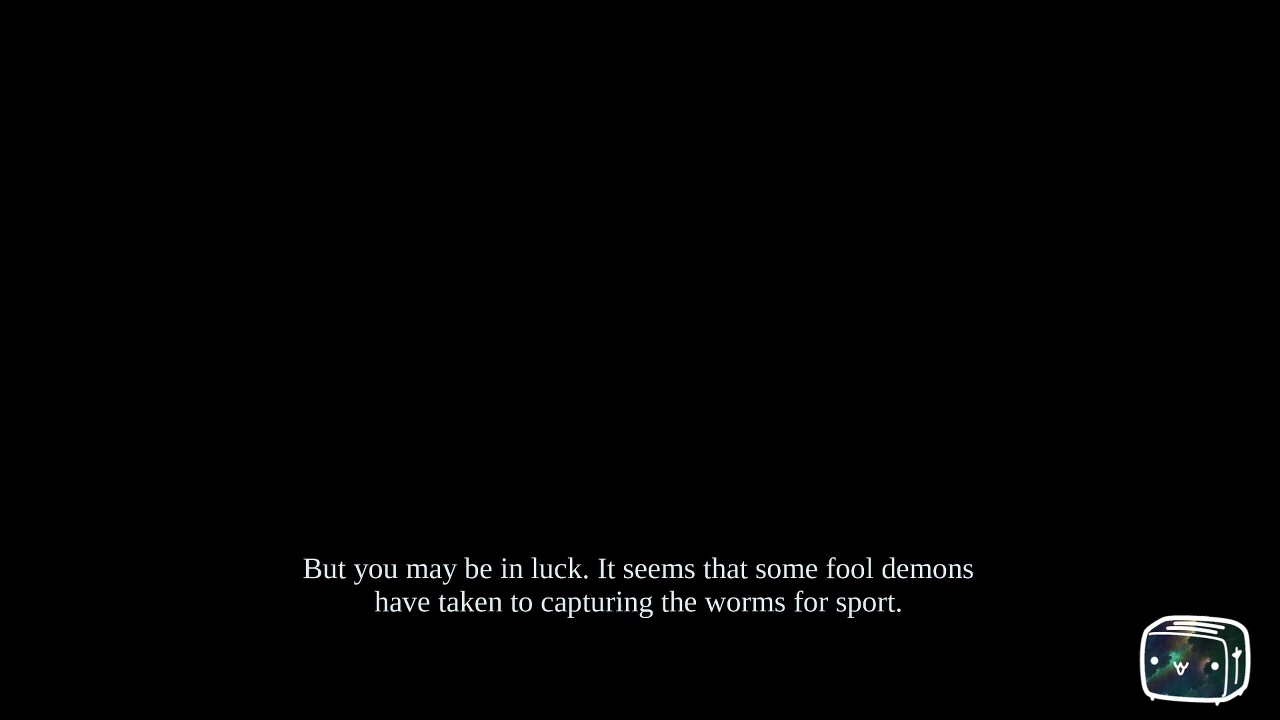 But you may be in luck. It seems that some fool demons
have taken to capturing the worms for sport.